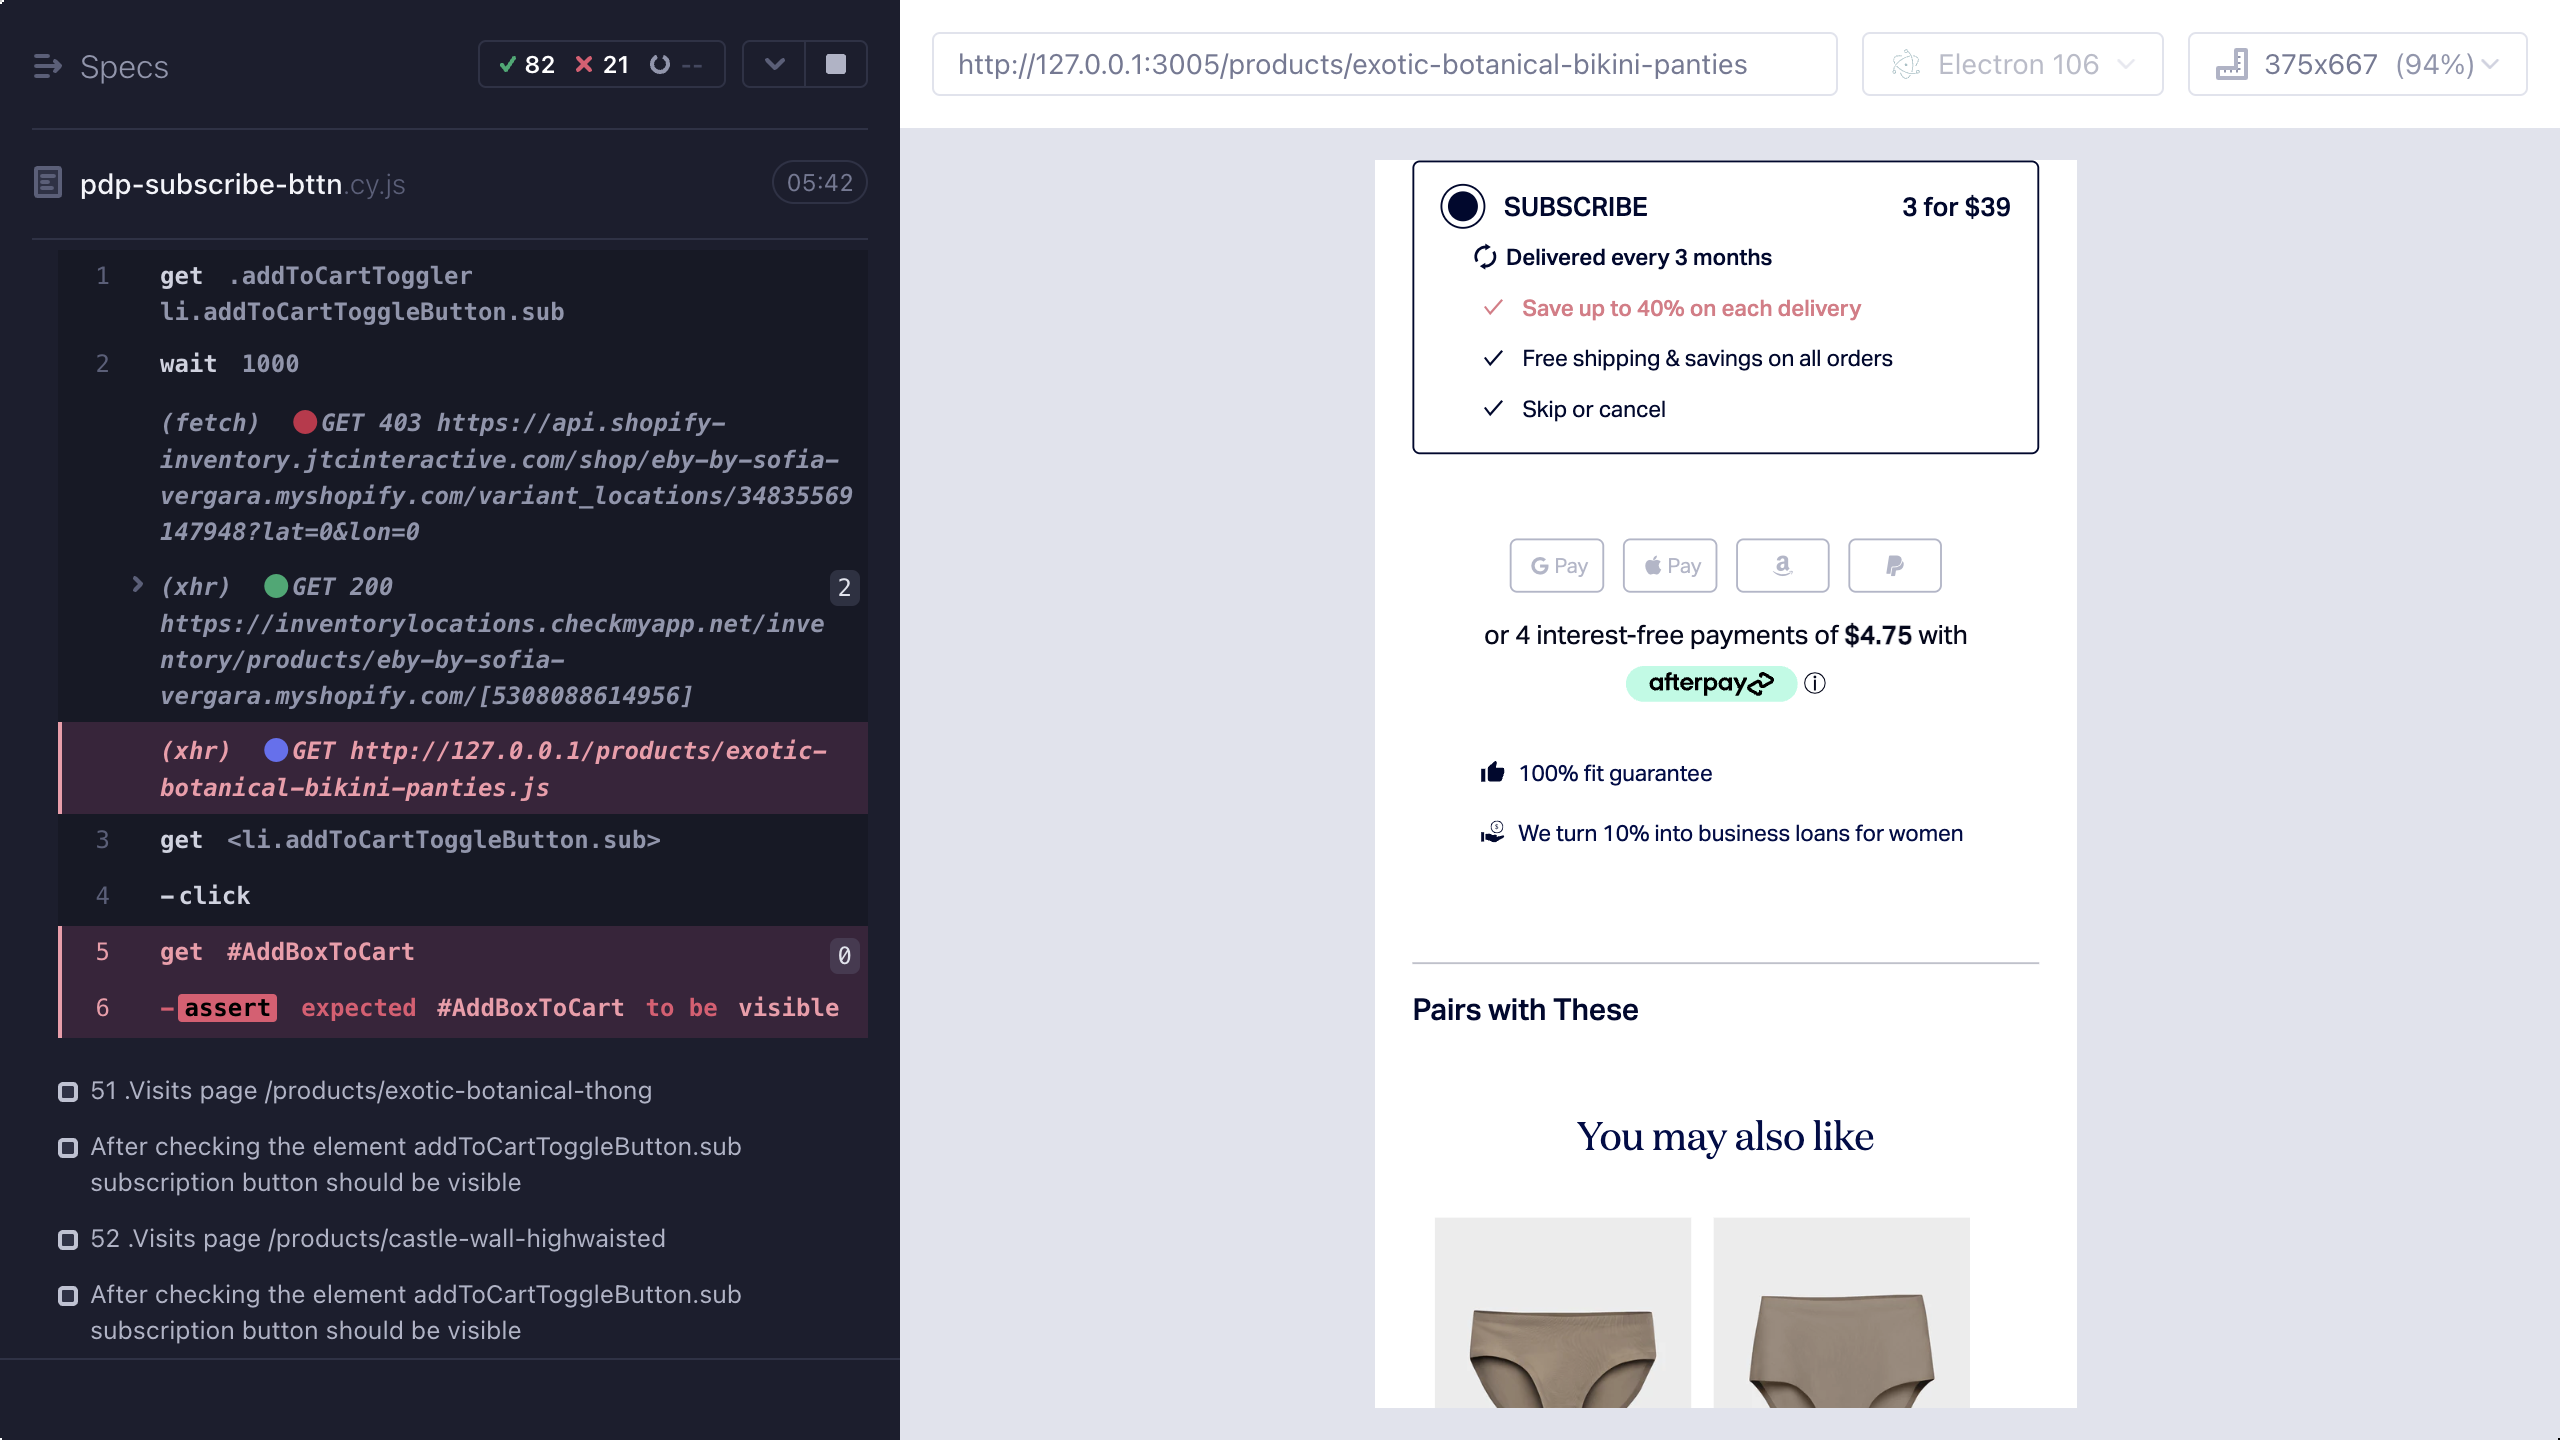 Specs
82 21 --
pdp-subscribe-bttn.cy.js 05:42
1 get .addToCartToggler
li.addToCartToggleButton.sub
2 wait 1000
(fetch) GET 403 https://api.shopify-
inventory.jtcinteractive.com/shop/eby-by-sofia-
vergara.myshopify.com/variant_locations/34835569
147948?lat=0&lon=0
(xhr) GET 200 2
https://inventorylocations.checkmyapp.net/inve
ntory/products/eby-by-sofia-
vergara.myshopify.com/[5308088614956]
(xhr) GET http://127.0.0.1/products/exotic-
botanical-bikini-panties.js
3 get <li.addToCartToggleButton.sub>
4 -click
5 get #AddBoxToCart 0
6 -assert expected #AddBoxToCart to be visible
51 .Visits page /products/exotic-botanical-thong
After checking the element addToCartToggleButton.sub
subscription button should be visible
52 .Visits page /products/castle-wall-highwaisted
After checking the element addToCartToggleButton.sub
subscription button should be visible
http://127.0.0.1:3005/products/exotic-botanical-bikini-panties
Electron 106
375x667 (94%)
SUBSCRIBE 3 for $39
Delivered every 3 months
Save up to 40% on each delivery
Free shipping & savings on all orders
Skip or cancel
G Pay Pay a P
or 4 interest-free payments of $4.75 with
afterpay
100% fit guarantee
We turn 10% into business loans for women
Pairs with These
You may also like